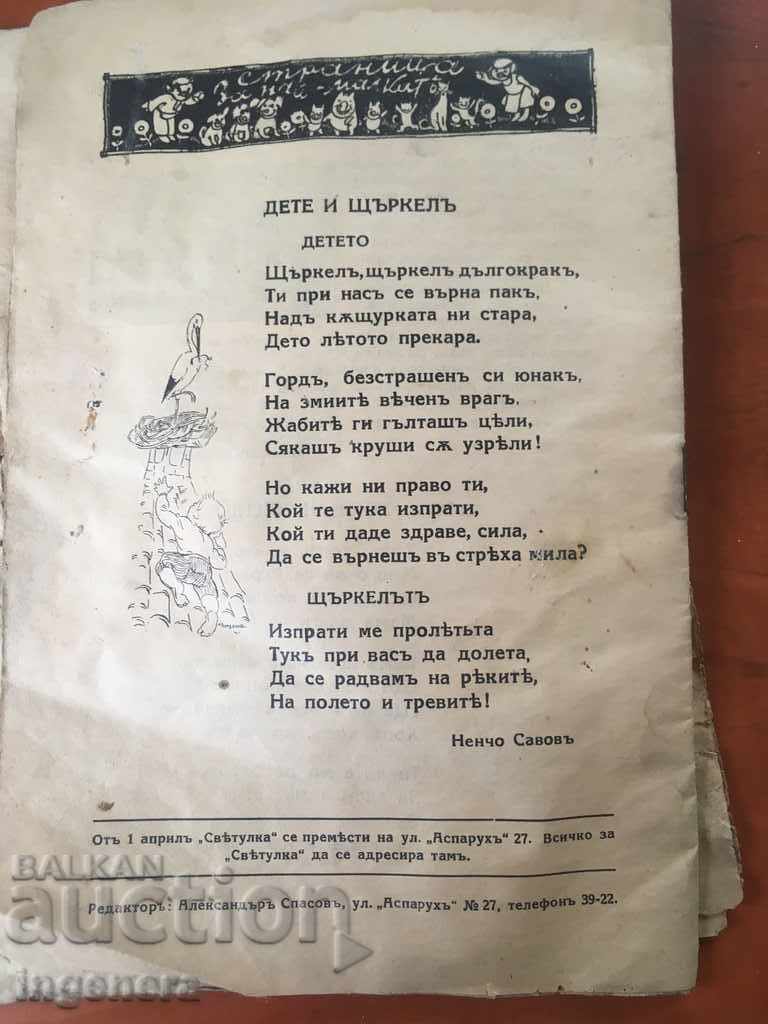 страница
за най-малкитѣ
ДЕТЕ И ЩЪРКЕЛЪ
ДЕТЕТО
Щъркелъ, щъркелъ дългокракъ,
Ти при насъ се върна пакъ,
Надъ кѫщурката ни стара,
Дето лѣтото прекара.
Гордъ, безстрашенъ си юнакъ,
На змиитѣ вѣченъ врагъ,
Жабитѣ ги гълташъ цѣли,
Сякашъ круши сѫ узрѣли!
Но кажи ни право ти,
Кой те тука изпрати,
Кой ти даде здраве, сила,
Да се върнешъ въ стрѣха мила?
ЩЪРКЕЛЪТЪ
Изпрати ме пролѣтьта
Тукъ при васъ да долета,
Да се радвамъ на рѣкитѣ,
На полето и тревитѣ!
Ненчо Савовъ
Отъ 1 априлъ „Свѣтулка" се премѣсти на ул. „Аспарухъ" 27. Всичко за
„Свѣтулка" да се адресира тамъ.
Редакторъ: Александъръ Спасовъ, ул. „Аспарухъ" № 27, телефонъ 39-22.
BALKAN
auction
ingenera